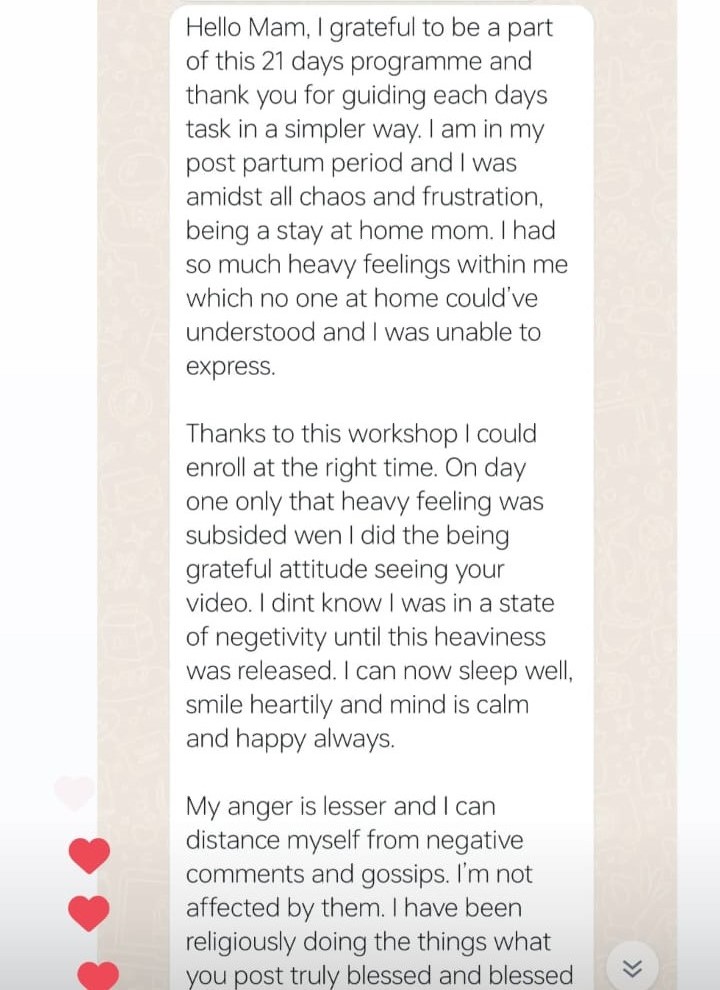 Hello Mam, I grateful to be a part
of this 21 days programme and
thank you for guiding each days
task in a simpler way. I am in my
post partum period and I was
amidst all chaos and frustration,
being a stay at home mom. I had
so much heavy feelings within me
which no one at home could've
understood and I was unable to
express.
Thanks to this workshop I could
enroll at the right time. On day
one only that heavy feeling was
subsided wen I did the being
grateful attitude seeing your
video. I dint know I was in a state
of negetivity until this heaviness
was released. I can now sleep well,
smile heartily and mind is calm
and happy always.
My anger is lesser and I can
distance myself from negative
comments and gossips. I'm not
affected by them. I have been
religiously doing the things what
you post truly blessed and blessed